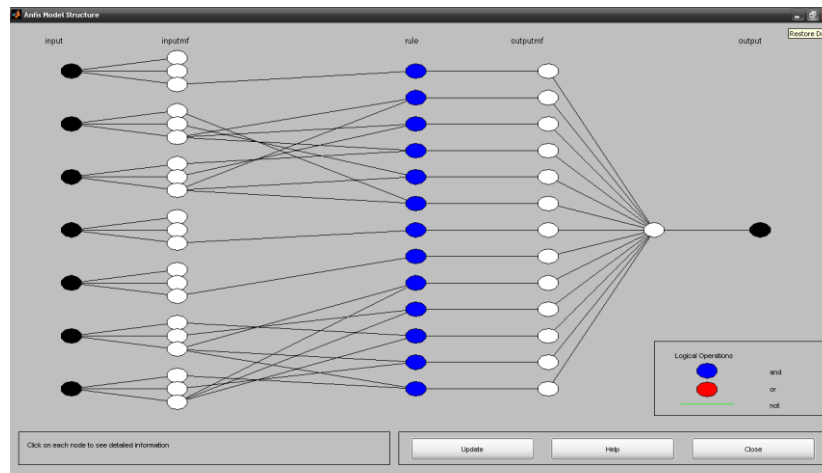 Anfis Model Structure
input inputmf rule outputmf output
Restore Do
Logical Operations
and
or
not
Click on each node to see detailed information
Update Help Close